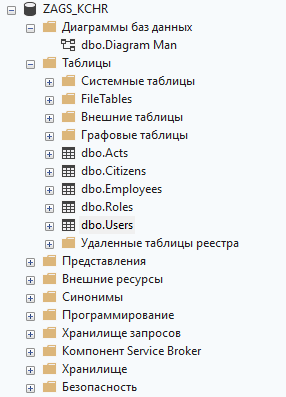 ZAGS_KCHR
Диаграммы баз данных
dbo.Diagram Man
Таблицы
Системные таблицы
FileTables
Внешние таблицы
Графовые таблицы
dbo.Acts
dbo.Citizens
dbo.Employees
dbo.Roles
dbo.Users
Удаленные таблицы реестра
Представления
Внешние ресурсы
Синонимы
Программирование
Хранилище запросов
Компонент Service Broker
Хранилище
Безопасность